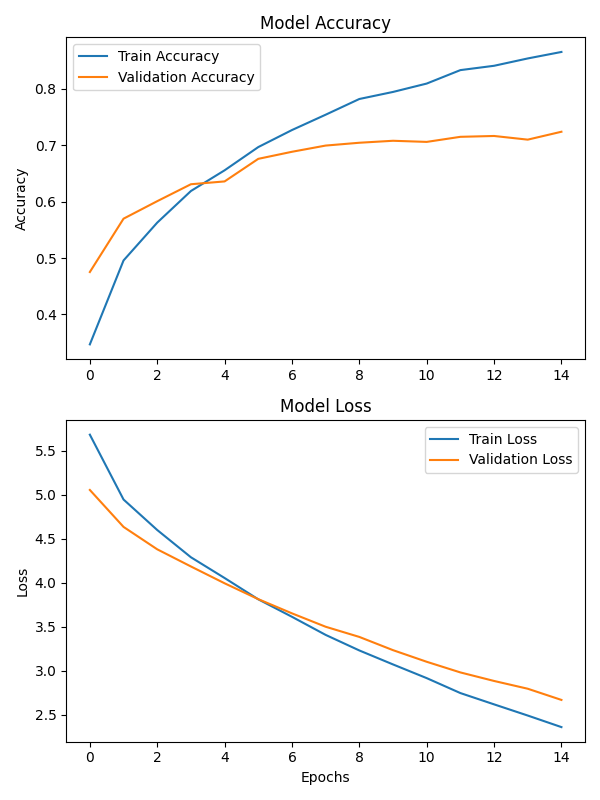 Model Accuracy
Train Accuracy
Validation Accuracy
Accuracy
0.8
0.7
0.6
0.5
0.4
0 2 4 6 8 10 12 14
Model Loss
Train Loss
Validation Loss
Loss
5.5
5.0
4.5
4.0
3.5
3.0
2.5
0 2 4 6 8 10 12 14
Epochs